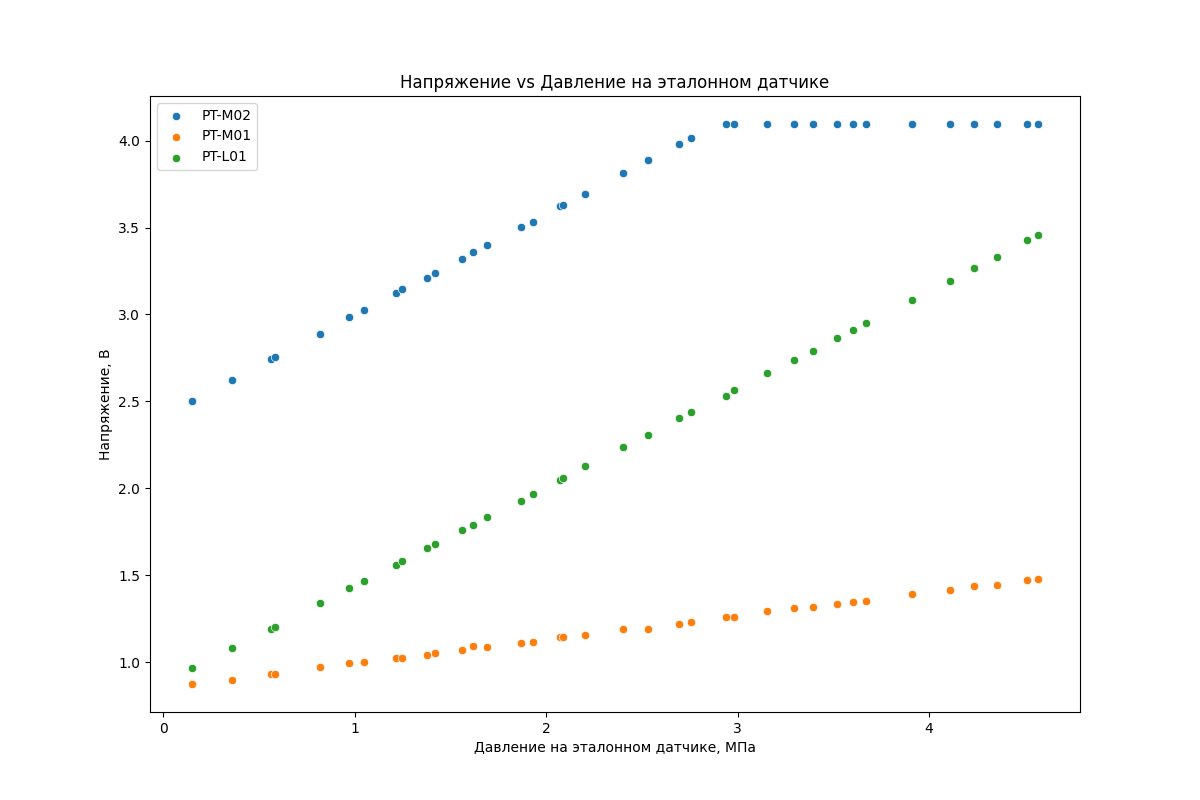 Напряжение vs Давление на эталонном датчике
PT-M02
PT-M01
PT-L01
4.0
3.5
3.0
2.5
2.0
1.5
1.0
Напряжение, В
0 1 2 3 4
Давление на эталонном датчике, МПа